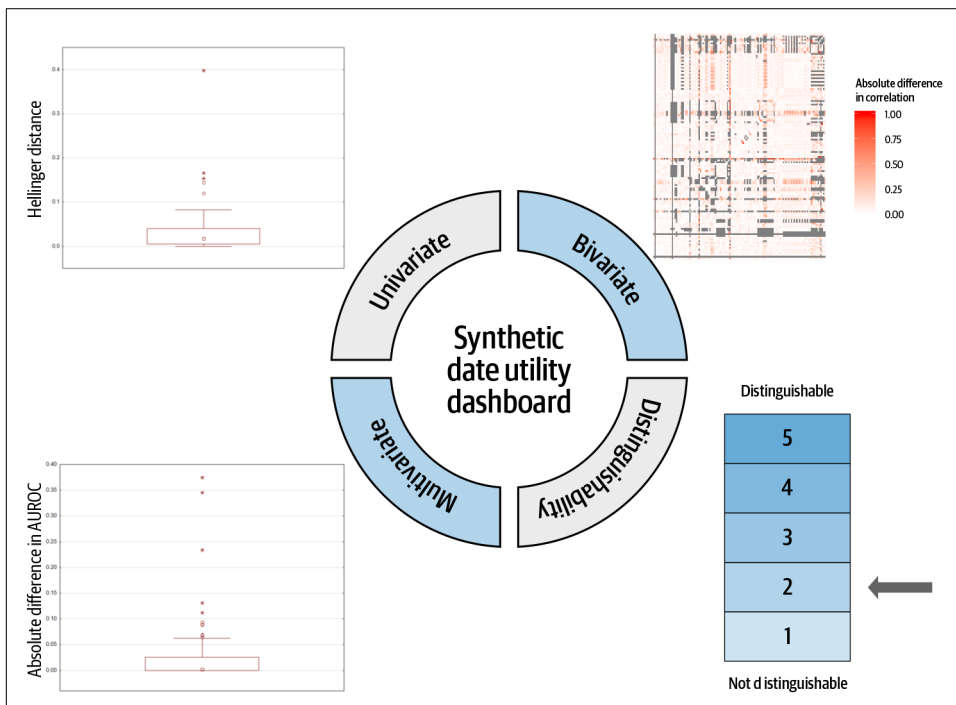 Hellinger distance
0.4
0.3
0.2
0.1
0.0
Absolute difference
in correlation
1.00
0.75
0.50
0.25
0.00
Univariate
Bivariate
Synthetic
date utility
dashboard
Multivariate
Distinguishability
Absolute difference in AUROC
0.40
0.35
0.30
0.25
0.20
0.15
0.10
0.05
0.00
Distinguishable
5
4
3
2
1
Not d istinguishable